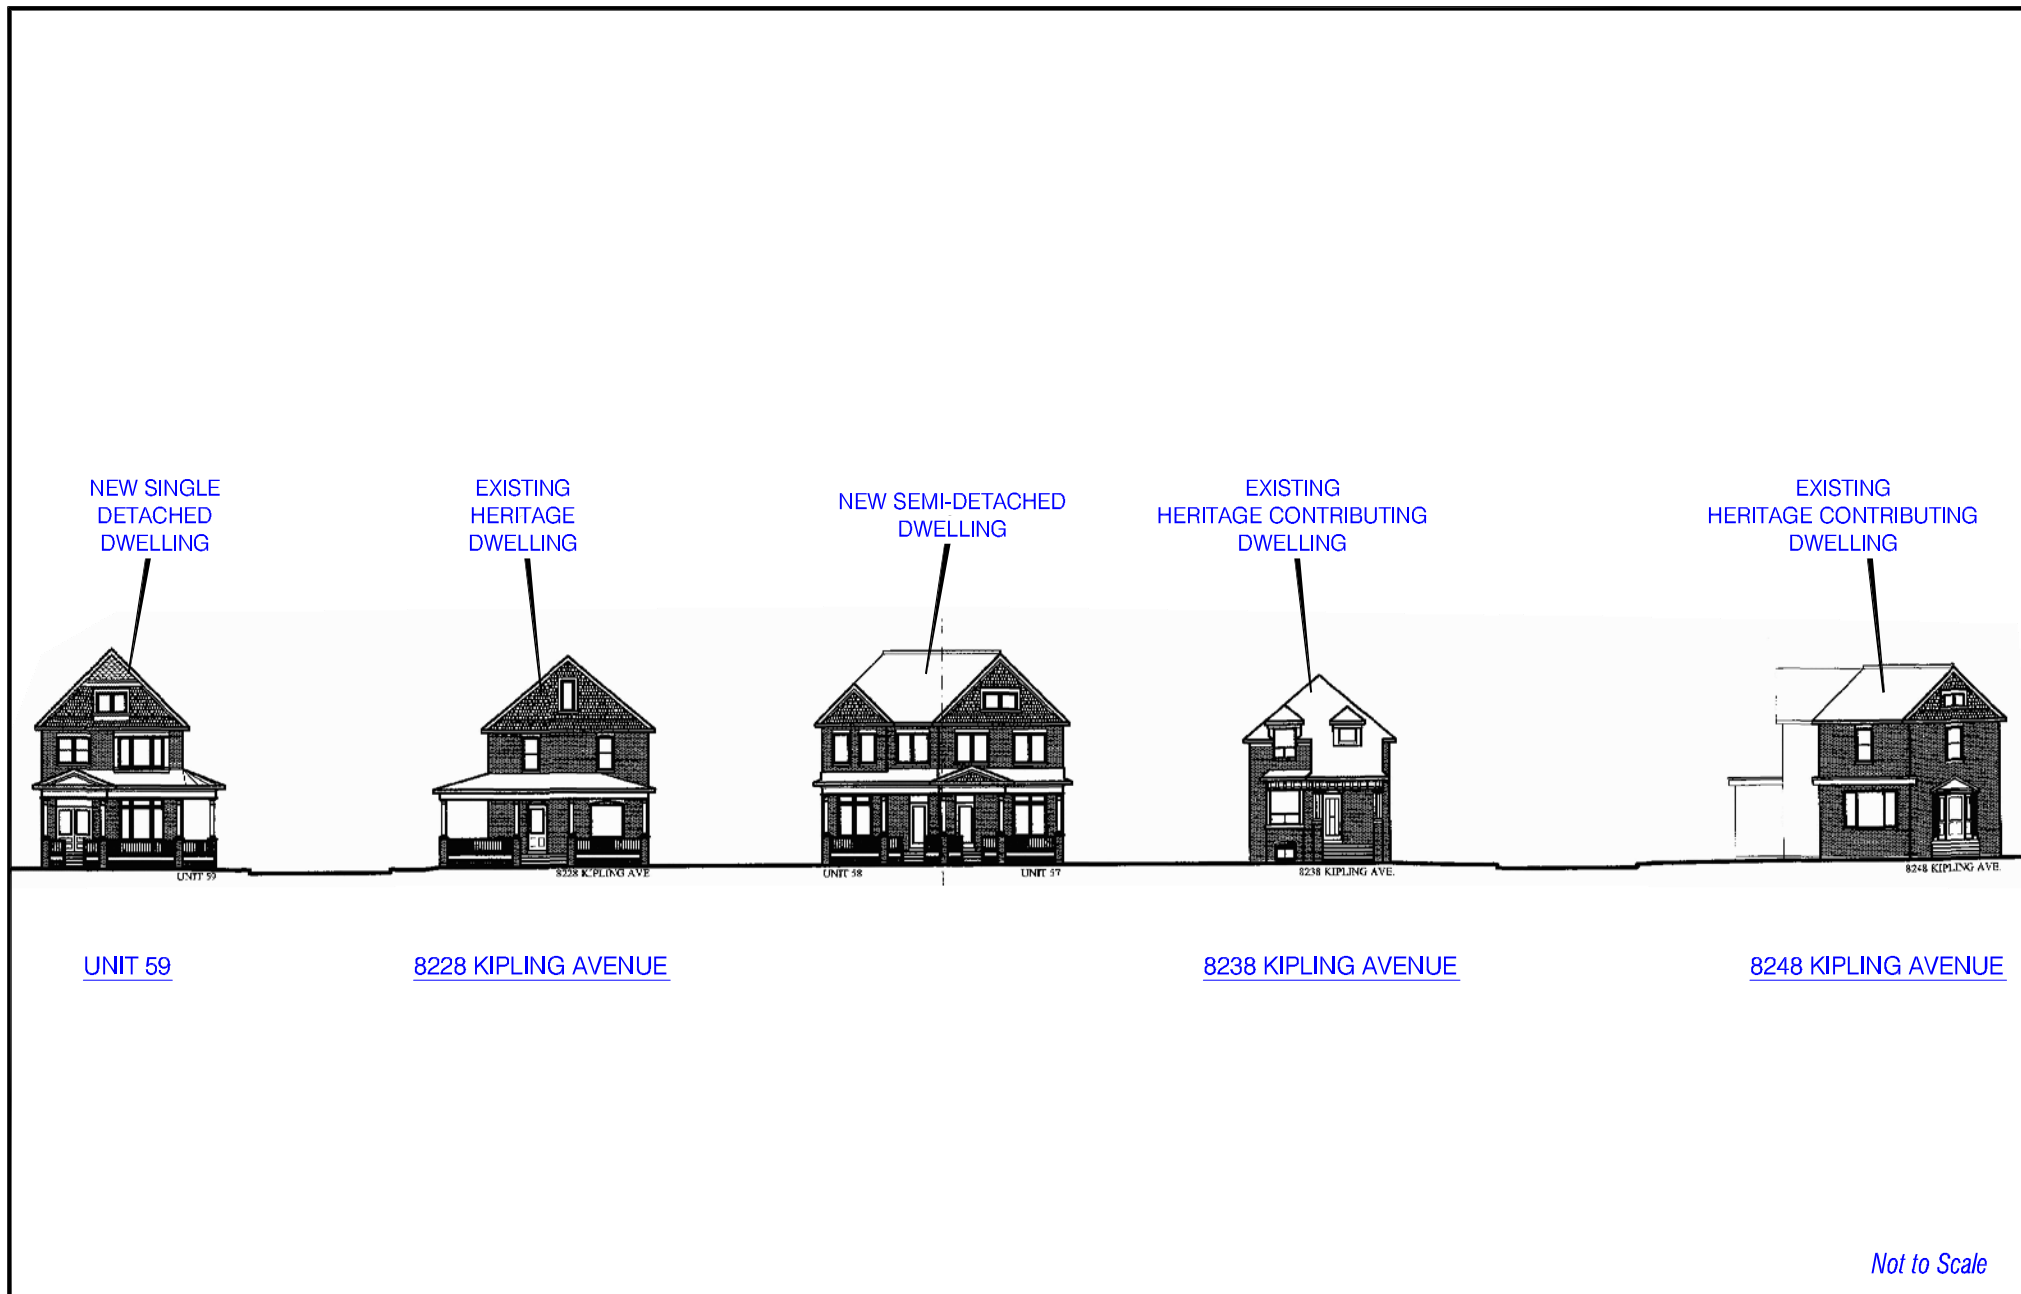 NEW SINGLE
DETACHED
DWELLING
EXISTING
HERITAGE
DWELLING
NEW SEMI-DETACHED
DWELLING
EXISTING
HERITAGE CONTRIBUTING
DWELLING
EXISTING
HERITAGE CONTRIBUTING
DWELLING
UNIT 59
8228 KIPLING AVE
UNIT 58
UNIT 57
8238 KIPLING AVE.
8248 KIPLING AVE.
UNIT 59
8228 KIPLING AVENUE
8238 KIPLING AVENUE
8248 KIPLING AVENUE
Not to Scale